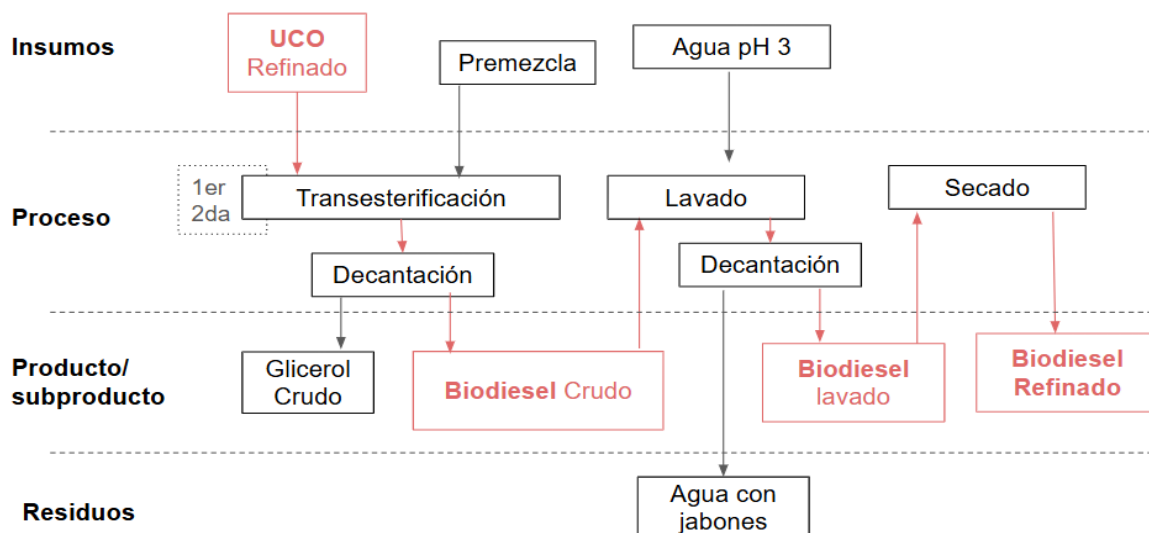 Insumos
UCO
Refinado
Premezcla
Agua pH 3
Proceso
1er
2da
Transesterificación
Lavado
Secado
Decantación
Decantación
Producto/
subproducto
Glicerol
Crudo
Biodiesel Crudo
Biodiesel
lavado
Biodiesel
Refinado
Residuos
Agua con
jabones